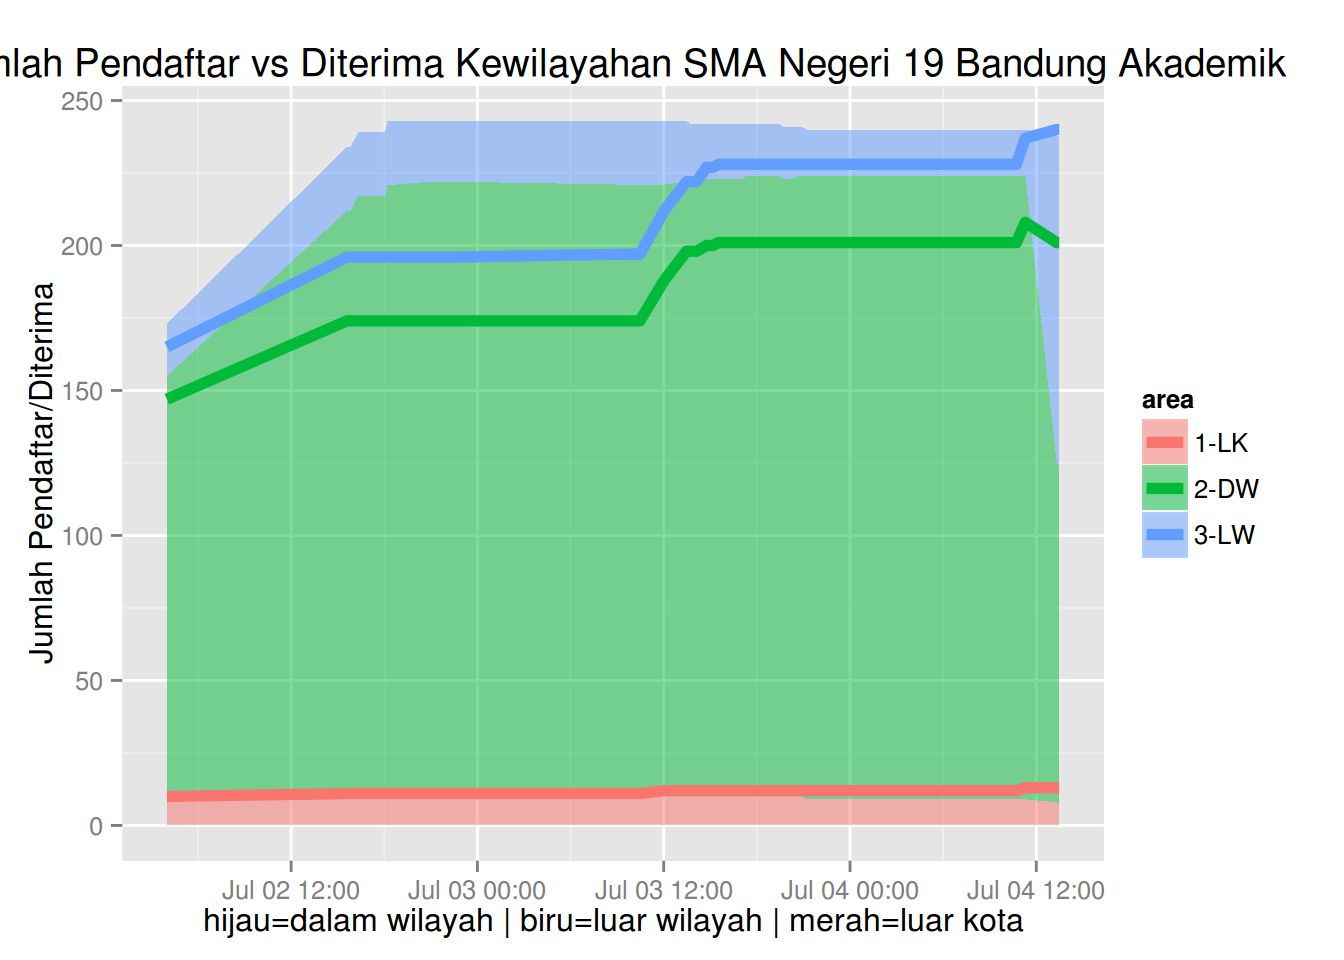 mlah Pendaftar vs Diterima Kewilayahan SMA Negeri 19 Bandung Akademik
250
200
150
100
50
0
Jumlah Pendaftar/Diterima
Jul 02 12:00 Jul 03 00:00 Jul 03 12:00 Jul 04 00:00 Jul 04 12:00
hijau=dalam wilayah | biru=luar wilayah | merah=luar kota
area
1-LK
2-DW
3-LW